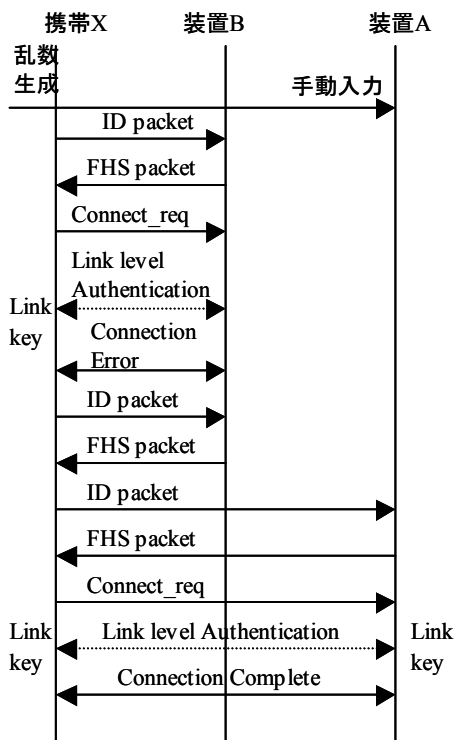 携帯X 装置B 装置A
乱数
生成
手動入力
ID packet
FHS packet
Connect_req
Link level
Authentication
Link
key
Connection
Error
ID packet
FHS packet
ID packet
FHS packet
Connect_req
Link
key
Link level Authentication
Link
key
Connection Complete